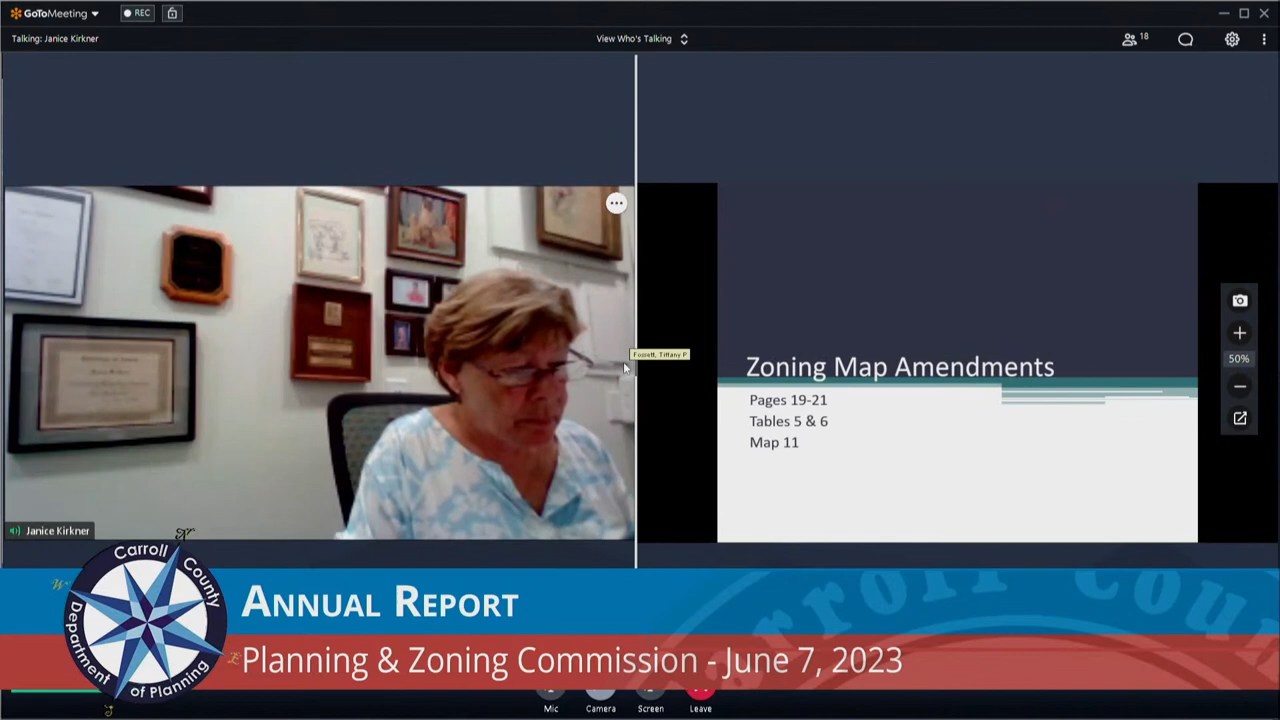 GoToMeeting
REC
Talking: Janice Kirkner
View Who's Talking
18
Fossett, Tiffany P
50%
Zoning Map Amendments
Pages 19-21
Tables 5 & 6
Map 11
Janice Kirkner
Carroll County
Department of Planning
W
E
ANNUAL REPORT
Planning & Zoning Commission - June 7, 2023
Mic
Camera
Screen
Leave